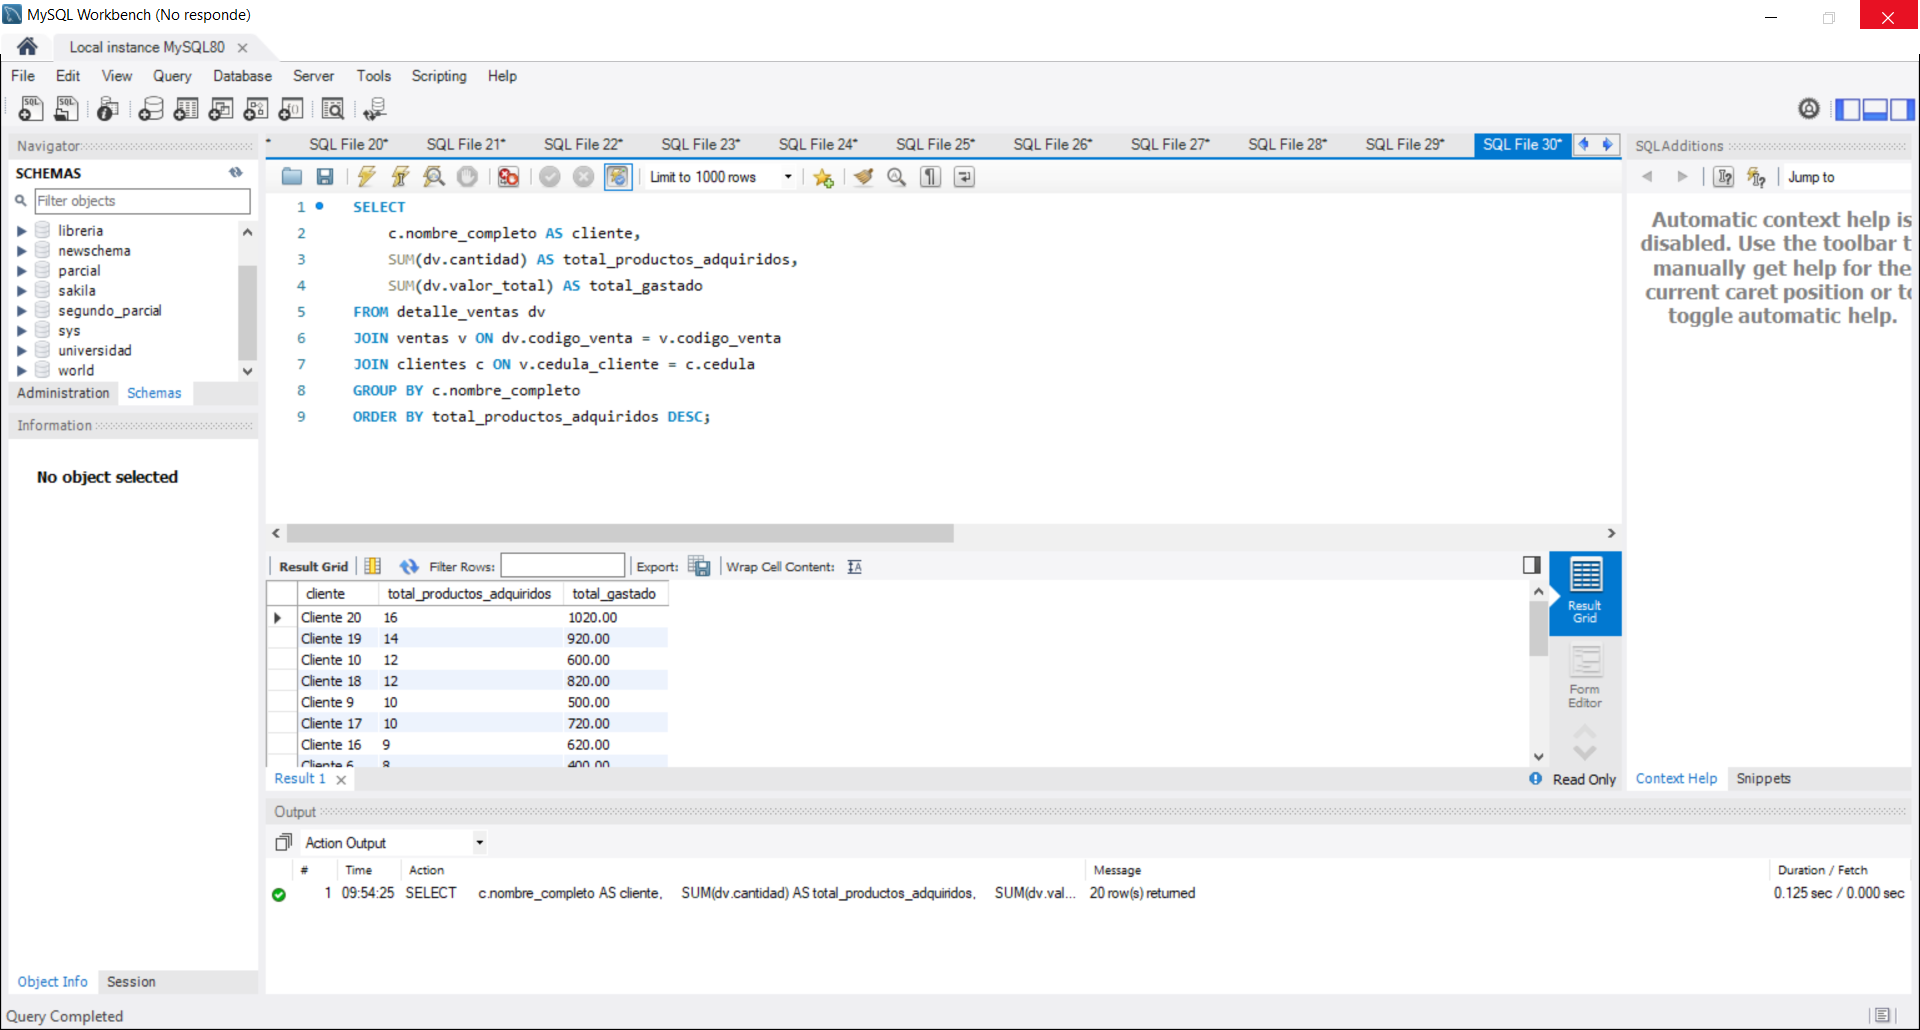 MySQL Workbench (No responde)
Local instance MySQL80
File Edit View Query Database Server Tools Scripting Help
Navigator
SCHEMAS
Filter objects
libreria
newschema
parcial
sakila
segundo_parcial
sys
universidad
world
Administration Schemas
Information
No object selected
Object Info Session
* SQL File 20* SQL File 21* SQL File 22* SQL File 23* SQL File 24* SQL File 25* SQL File 26* SQL File 27* SQL File 28* SQL File 29* SQL File 30*
Limit to 1000 rows
1 SELECT
2 c.nombre_completo AS cliente,
3 SUM(dv.cantidad) AS total_productos_adquiridos,
4 SUM(dv.valor_total) AS total_gastado
5 FROM detalle_ventas dv
6 JOIN ventas v ON dv.codigo_venta = v.codigo_venta
7 JOIN clientes c ON v.cedula_cliente = c.cedula
8 GROUP BY c.nombre_completo
9 ORDER BY total_productos_adquiridos DESC;
Result Grid Filter Rows: Export: Wrap Cell Content:
cliente total_productos_adquiridos total_gastado
Cliente 20 16 1020.00
Cliente 19 14 920.00
Cliente 10 12 600.00
Cliente 18 12 820.00
Cliente 9 10 500.00
Cliente 17 10 720.00
Cliente 16 9 620.00
Cliente 6 8 400.00
Result Grid
Form Editor
Result 1
Read Only
SQLAdditions
Jump to
Automatic context help is
disabled. Use the toolbar t
manually get help for the
current caret position or to
toggle automatic help.
Context Help Snippets
Output
Action Output
# Time Action Message Duration / Fetch
1 09:54:25 SELECT c.nombre_completo AS cliente, SUM(dv.cantidad) AS total_productos_adquiridos, SUM(dv.val... 20 row(s) returned 0.125 sec / 0.000 sec
Query Completed